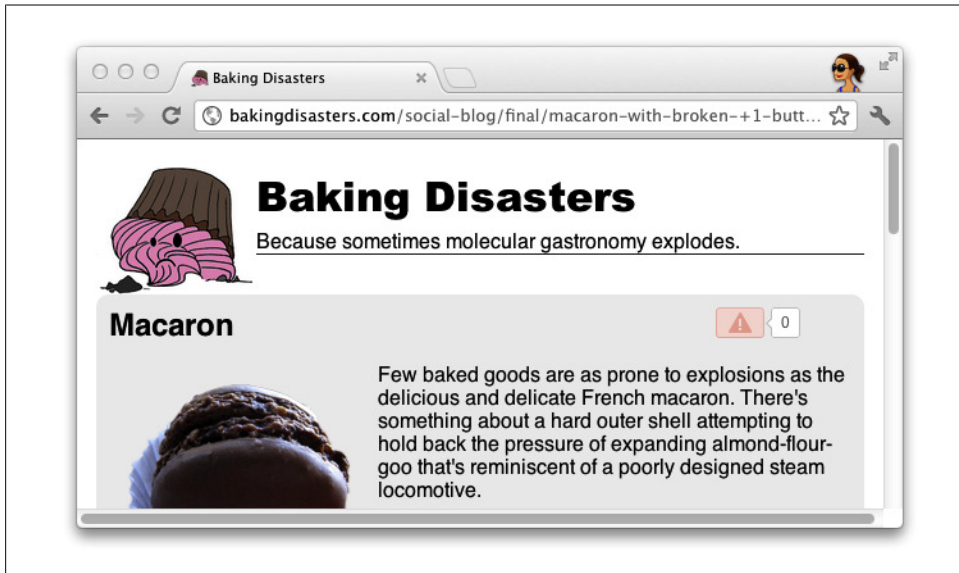 Baking Disasters
bakingdisasters.com/social-blog/final/macaron-with-broken-+1-butt...
Baking Disasters
Because sometimes molecular gastronomy explodes.
Macaron
0
Few baked goods are as prone to explosions as the
delicious and delicate French macaron. There's
something about a hard outer shell attempting to
hold back the pressure of expanding almond-flour-
goo that's reminiscent of a poorly designed steam
locomotive.